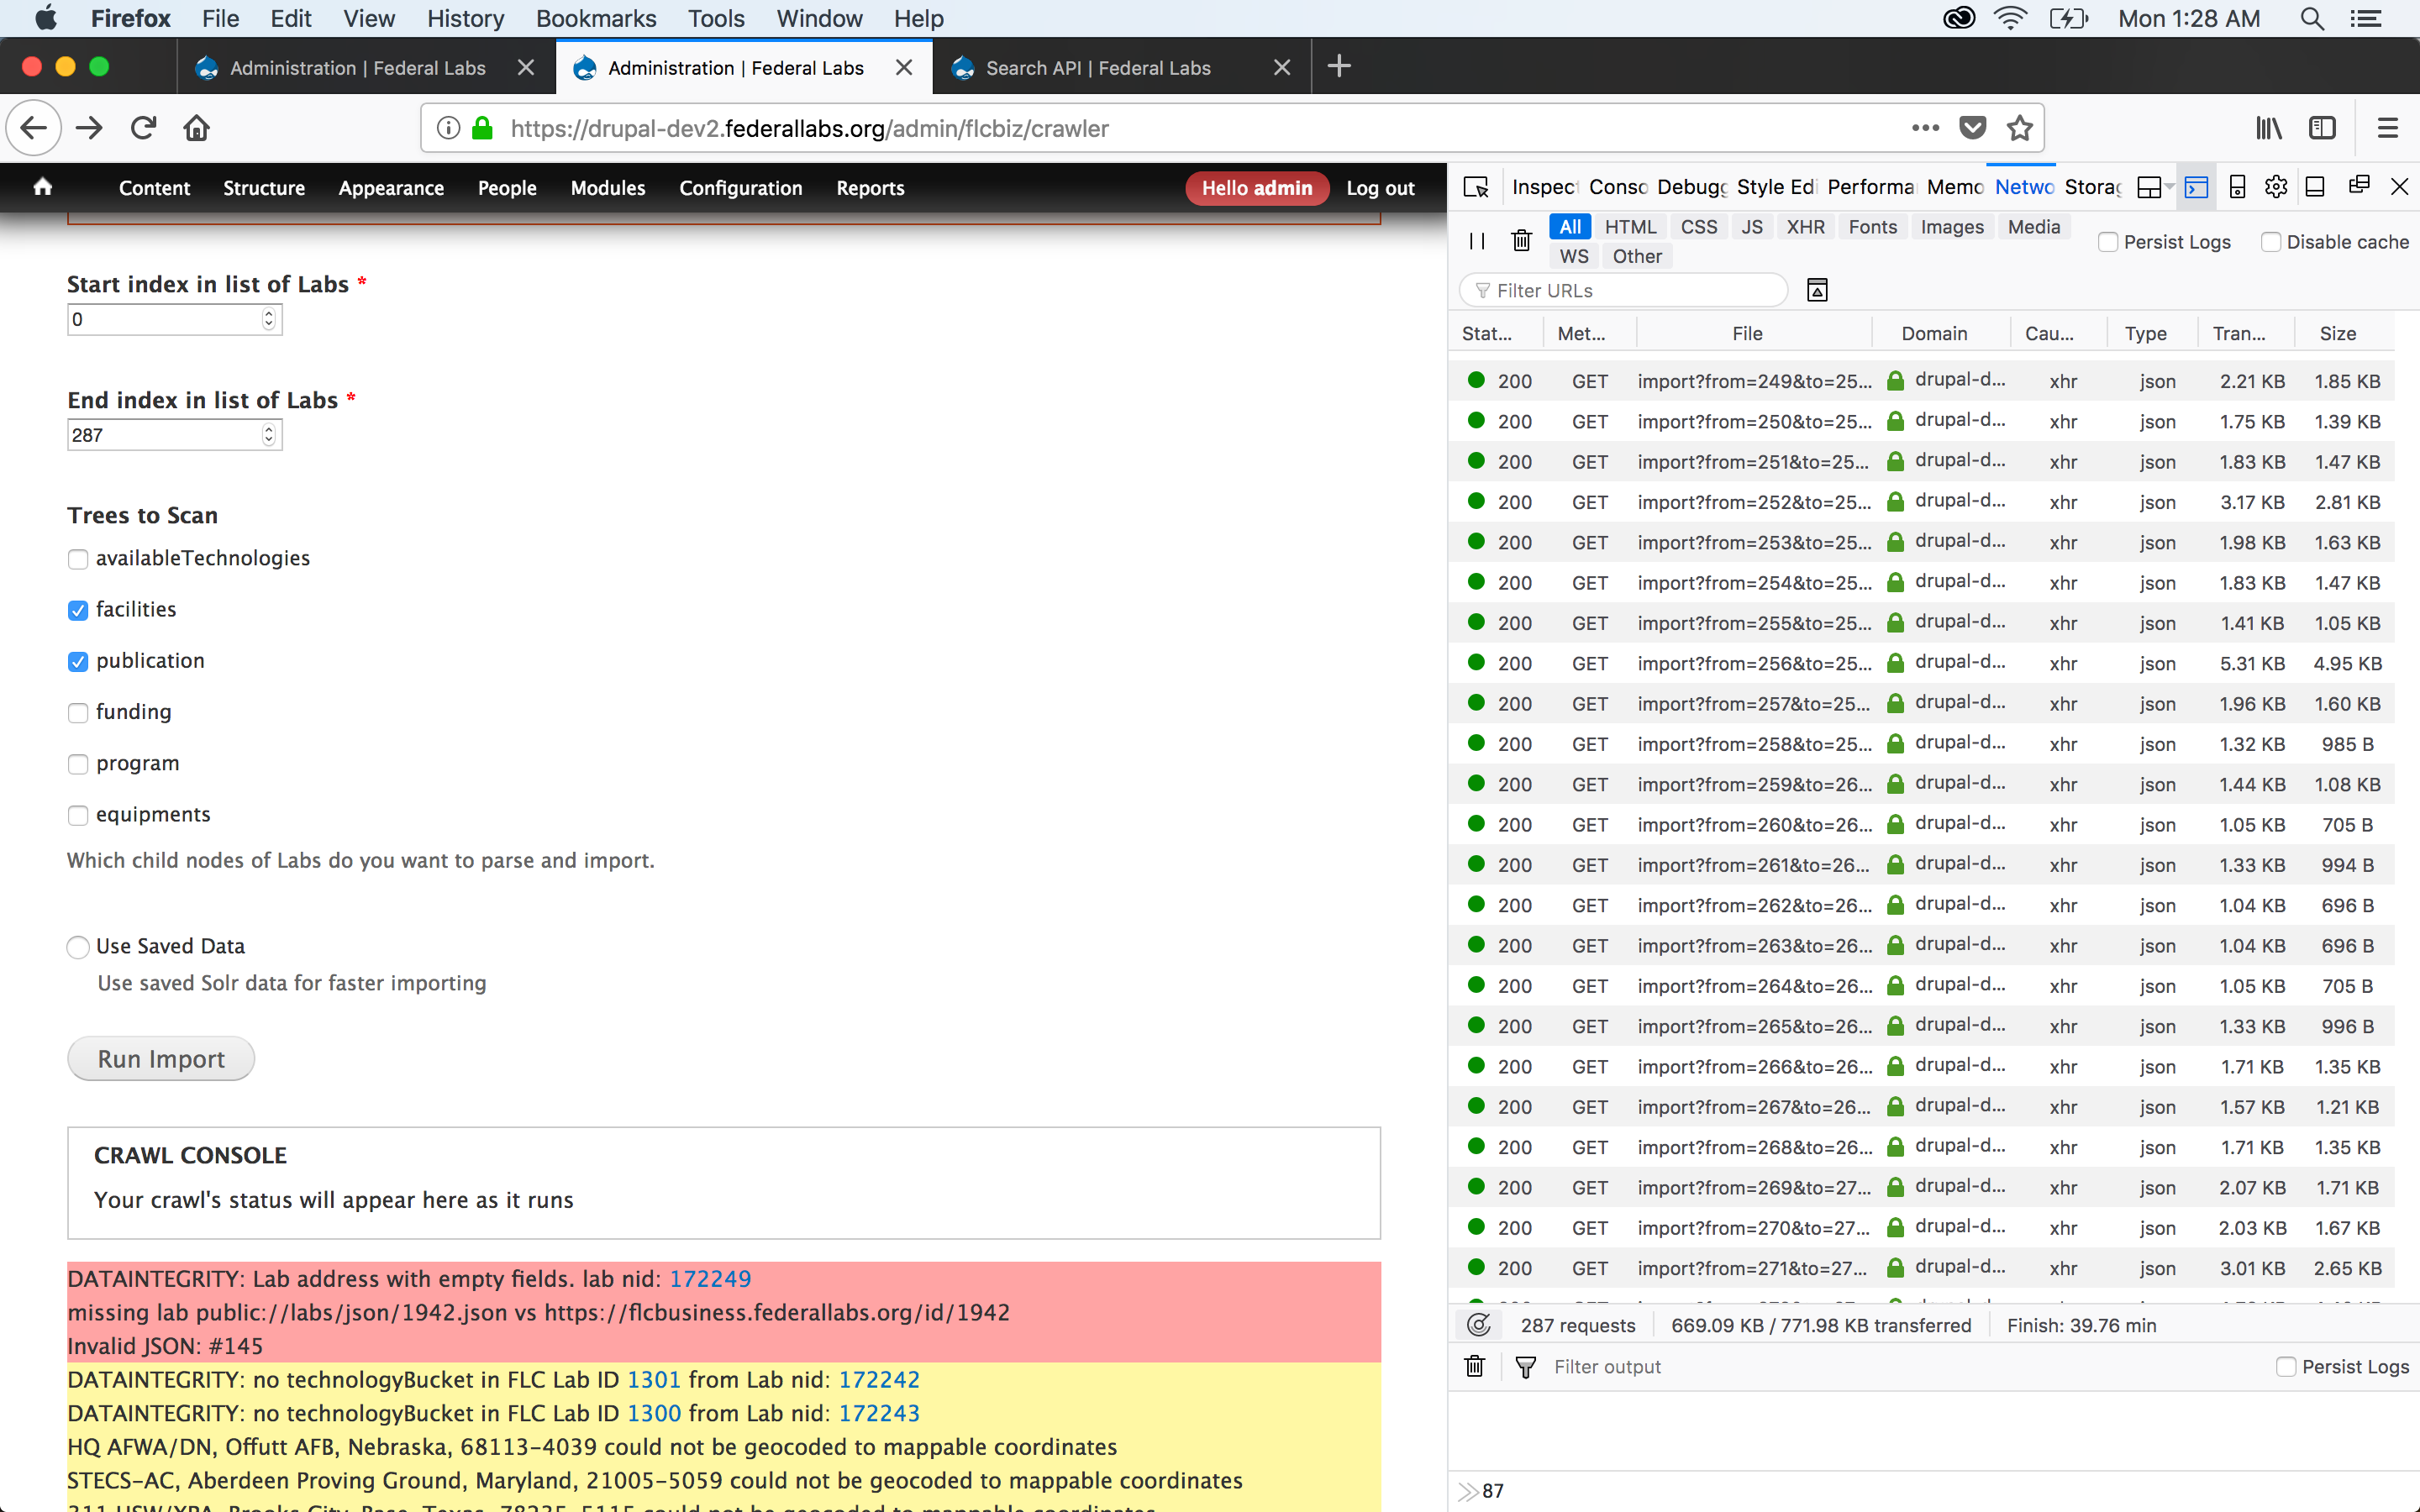 Firefox File Edit View History Bookmarks Tools Window Help Mon 1:28 AM
Administration | Federal Labs Administration | Federal Labs Search API | Federal Labs
https://drupal-dev2.federallabs.org/admin/flcbiz/crawler
Content Structure Appearance People Modules Configuration Reports Hello admin Log out
Start index in list of Labs *
0
End index in list of Labs *
287
Trees to Scan
availableTechnologies
facilities
publication
funding
program
equipments
Which child nodes of Labs do you want to parse and import.
Use Saved Data
Use saved Solr data for faster importing
Run Import
CRAWL CONSOLE
Your crawl's status will appear here as it runs
DATAINTEGRITY: Lab address with empty fields. lab nid: 172249
missing lab public://labs/json/1942.json vs https://flcbusiness.federallabs.org/id/1942
Invalid JSON: #145
DATAINTEGRITY: no technologyBucket in FLC Lab ID 1301 from Lab nid: 172242
DATAINTEGRITY: no technologyBucket in FLC Lab ID 1300 from Lab nid: 172243
HQ AFWA/DN, Offutt AFB, Nebraska, 68113-4039 could not be geocoded to mappable coordinates
STECS-AC, Aberdeen Proving Ground, Maryland, 21005-5059 could not be geocoded to mappable coordinates
Inspect Conso Debugg Style Edi Performa Memo Netwo Storag
All HTML CSS JS XHR Fonts Images Media
WS Other
Persist Logs Disable cache
Filter URLs
Stat... Met... File Domain Cau... Type Tran... Size
200 GET import?from=249&to=25... drupal-d... xhr json 2.21 KB 1.85 KB
200 GET import?from=250&to=25... drupal-d... xhr json 1.75 KB 1.39 KB
200 GET import?from=251&to=25... drupal-d... xhr json 1.83 KB 1.47 KB
200 GET import?from=252&to=25... drupal-d... xhr json 3.17 KB 2.81 KB
200 GET import?from=253&to=25... drupal-d... xhr json 1.98 KB 1.63 KB
200 GET import?from=254&to=25... drupal-d... xhr json 1.83 KB 1.47 KB
200 GET import?from=255&to=25... drupal-d... xhr json 1.41 KB 1.05 KB
200 GET import?from=256&to=25... drupal-d... xhr json 5.31 KB 4.95 KB
200 GET import?from=257&to=25... drupal-d... xhr json 1.96 KB 1.60 KB
200 GET import?from=258&to=25... drupal-d... xhr json 1.32 KB 985 B
200 GET import?from=259&to=26... drupal-d... xhr json 1.44 KB 1.08 KB
200 GET import?from=260&to=26... drupal-d... xhr json 1.05 KB 705 B
200 GET import?from=261&to=26... drupal-d... xhr json 1.33 KB 994 B
200 GET import?from=262&to=26... drupal-d... xhr json 1.04 KB 696 B
200 GET import?from=263&to=26... drupal-d... xhr json 1.04 KB 696 B
200 GET import?from=264&to=26... drupal-d... xhr json 1.05 KB 705 B
200 GET import?from=265&to=26... drupal-d... xhr json 1.33 KB 996 B
200 GET import?from=266&to=26... drupal-d... xhr json 1.71 KB 1.35 KB
200 GET import?from=267&to=26... drupal-d... xhr json 1.57 KB 1.21 KB
200 GET import?from=268&to=26... drupal-d... xhr json 1.71 KB 1.35 KB
200 GET import?from=269&to=27... drupal-d... xhr json 2.07 KB 1.71 KB
200 GET import?from=270&to=27... drupal-d... xhr json 2.03 KB 1.67 KB
200 GET import?from=271&to=27... drupal-d... xhr json 3.01 KB 2.65 KB
287 requests 669.09 KB / 771.98 KB transferred Finish: 39.76 min
Filter output Persist Logs
87